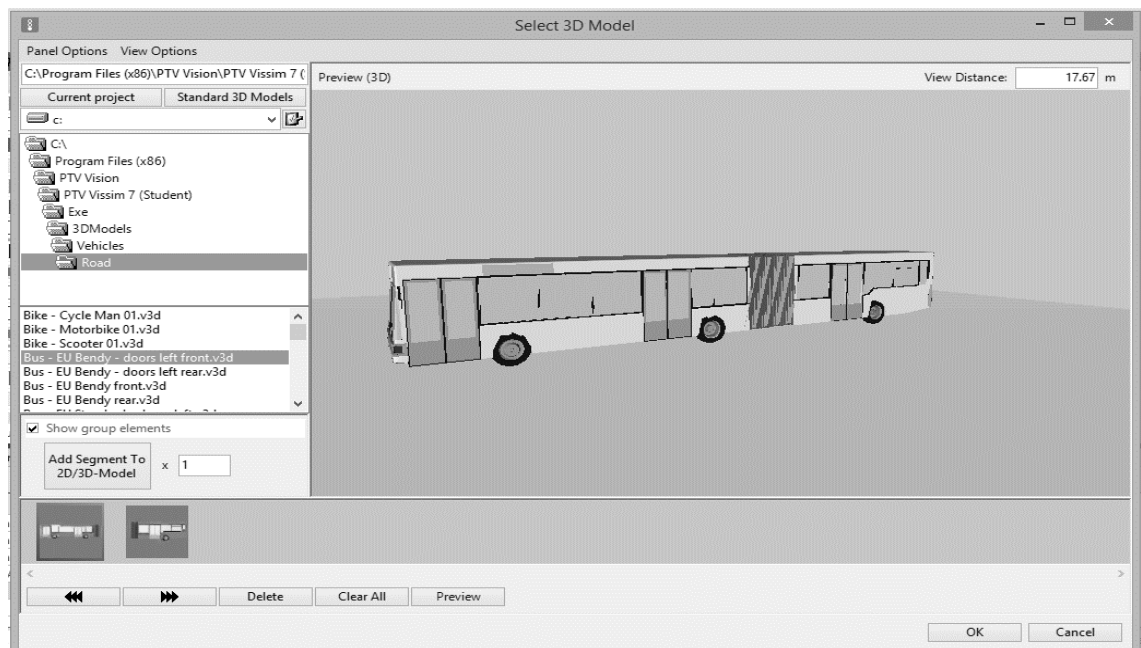 Select 3D Model
Panel Options View Options
C:\Program Files (x86)\PTV Vision\PTV Vissim 7 (
Preview (3D)
View Distance: 17.67 m
Current project Standard 3D Models
c:
C:\
Program Files (x86)
PTV Vision
PTV Vissim 7 (Student)
Exe
3DModels
Vehicles
Road
Bike - Cycle Man 01.v3d
Bike - Motorbike 01.v3d
Bike - Scooter 01.v3d
Bus - EU Bendy - doors left front.v3d
Bus - EU Bendy - doors left rear.v3d
Bus - EU Bendy front.v3d
Bus - EU Bendy rear.v3d
Show group elements
Add Segment To
2D/3D-Model
x 1
Delete Clear All Preview
OK Cancel